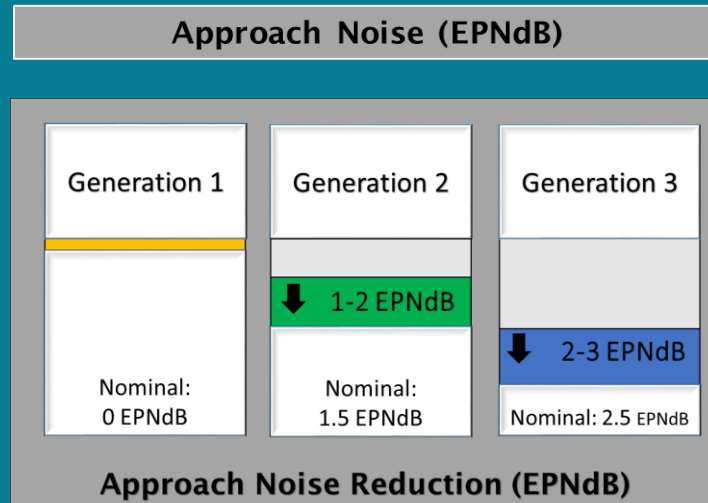 Approach Noise (EPNdB)
Generation 1
Generation 2
Generation 3
1-2 EPNdB
2-3 EPNdB
Nominal:
0 EPNdB
Nominal:
1.5 EPNdB
Nominal: 2.5 EPNdB
Approach Noise Reduction (EPNdB)